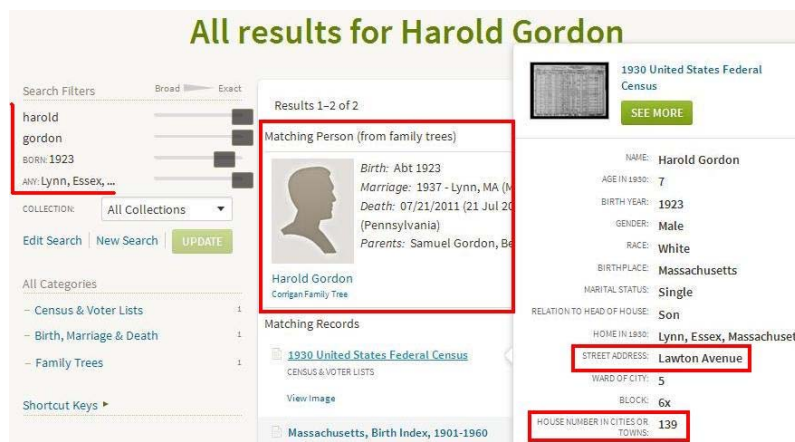 All results for Harold Gordon
Search Filters
Broad Exact
harold
gordon
BORN: 1923
ANY: Lynn, Essex, ...
COLLECTION: All Collections
Edit Search New Search UPDATE
All Categories
– Census & Voter Lists 1
– Birth, Marriage & Death 1
– Family Trees 1
Shortcut Keys
Results 1–2 of 2
Matching Person (from family trees)
Birth: Abt 1923
Marriage: 1937 - Lynn, MA (M
Death: 07/21/2011 (21 Jul 20
(Pennsylvania)
Parents: Samuel Gordon, Be
Harold Gordon
Corrigan Family Tree
Matching Records
1930 United States Federal Census
CENSUS & VOTER LISTS
View Image
Massachusetts, Birth Index, 1901-1960
1930 United States Federal
Census
SEE MORE
NAME: Harold Gordon
AGE IN 1930: 7
BIRTH YEAR: 1923
GENDER: Male
RACE: White
BIRTHPLACE: Massachusetts
MARITAL STATUS: Single
RELATION TO HEAD OF HOUSE: Son
HOME IN 1930: Lynn, Essex, Massachuset
STREET ADDRESS: Lawton Avenue
WARD OF CITY: 5
BLOCK: 6x
HOUSE NUMBER IN CITIES OR
TOWNS: 139